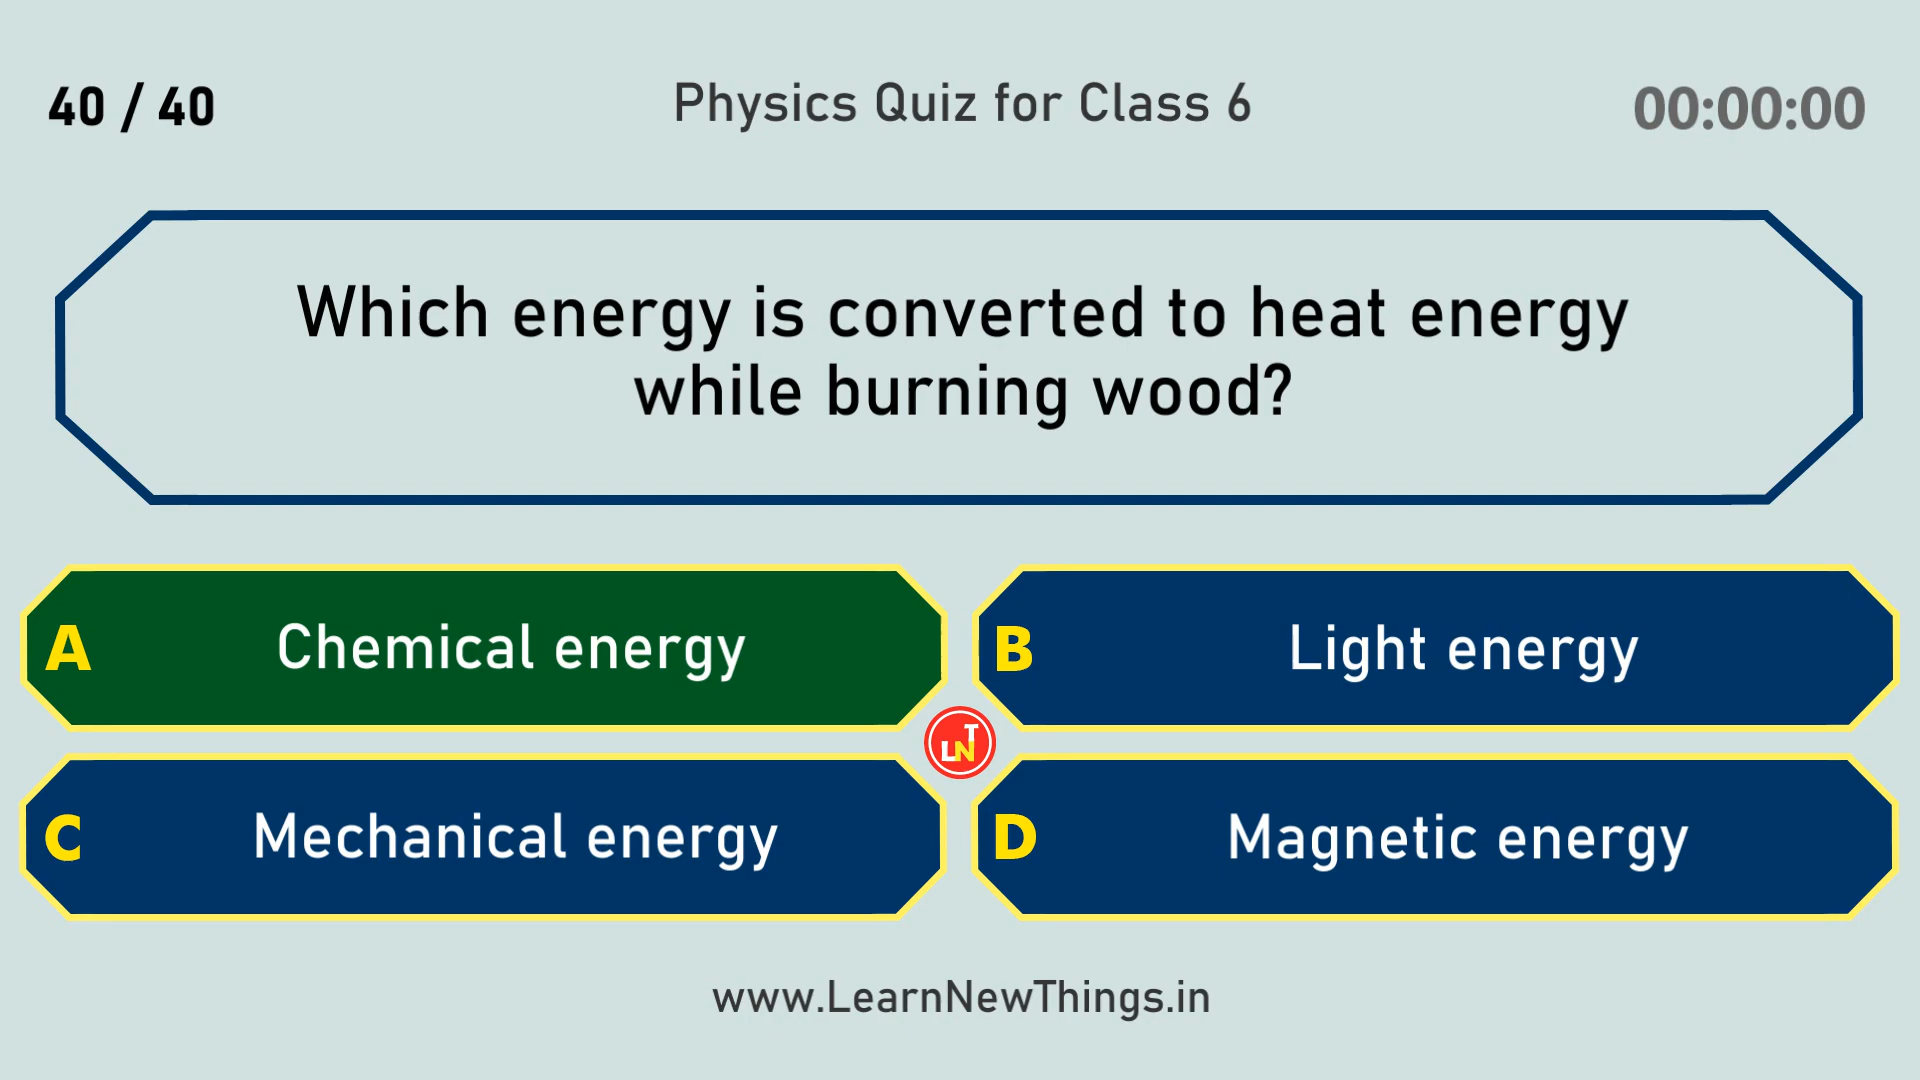 40 / 40
Physics Quiz for Class 6
00:00:00
Which energy is converted to heat energy
while burning wood?
A Chemical energy
B Light energy
LNT
C Mechanical energy
D Magnetic energy
www.LearnNewThings.in